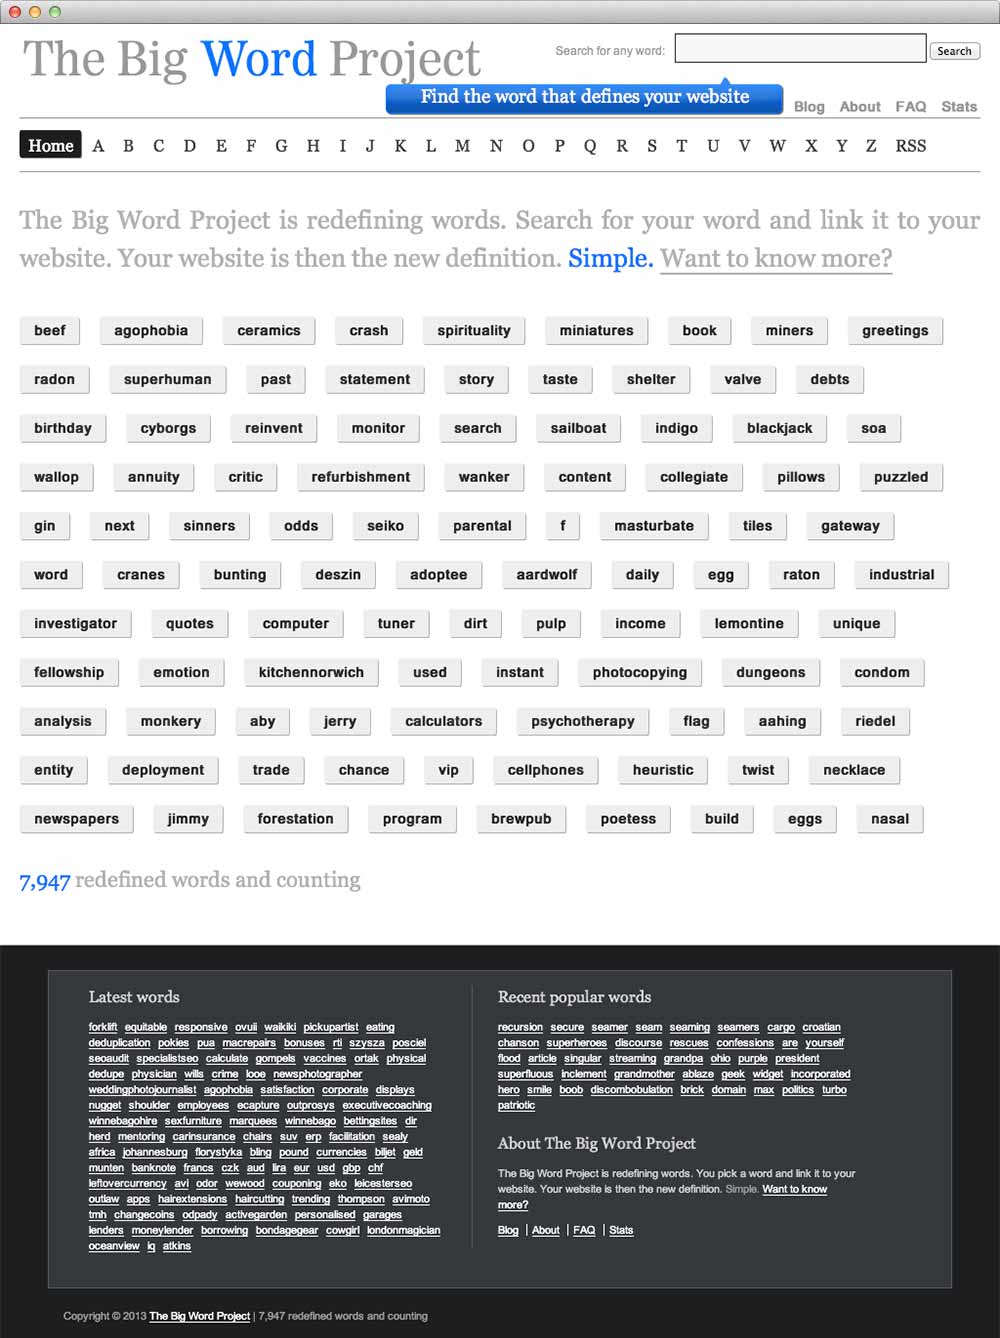 The Big Word Project
Search for any word:
Search
Find the word that defines your website
Blog About FAQ Stats
Home A B C D E F G H I J K L M N O P Q R S T U V W X Y Z RSS
The Big Word Project is redefining words. Search for your word and link it to your
website. Your website is then the new definition. Simple. Want to know more?
beef agophobia ceramics crash spirituality miniatures book miners greetings
radon superhuman past statement story taste shelter valve debts
birthday cyborgs reinvent monitor search sailboat indigo blackjack soa
wallop annuity critic refurbishment wanker content collegiate pillows puzzled
gin next sinners odds seiko parental f masturbate tiles gateway
word cranes bunting deszin adoptee aardwolf daily egg raton industrial
investigator quotes computer tuner dirt pulp income lemontine unique
fellowship emotion kitchennorwich used instant photocopying dungeons condom
analysis monkery aby jerry calculators psychotherapy flag aahing riedel
entity deployment trade chance vip cellphones heuristic twist necklace
newspapers jimmy forestation program brewpub poetess build eggs nasal
7,947 redefined words and counting
Latest words
forklift equitable responsive ovuii waikiki pickupartist eating
deduplication pokies pua macrepairs bonuses rti szysza posciel
seoaudit specialistseo calculate gompels vaccines ortak physical
dedupe physician wills crime looe newsphotographer
weddingphotojournalist agophobia satisfaction corporate displays
nugget shoulder employees ecapture outprosys executivecoaching
winnebagohire sexfurniture marquees winnebago bettingsites dir
herd mentoring carinsurance chairs suv erp facilitation sealy
africa johannesburg florystyka bling pound currencies biljet geld
munten banknote francs czk aud lira eur usd gbp chf
leftovercurrency avi odor wewood couponing eko leicesterseo
outlaw apps hairextensions haircutting trending thompson avimoto
tmh changecoins odpady activegarden personalised garages
lenders moneylender borrowing bondagegear cowgirl londonmagician
oceanview iq atkins
Recent popular words
recursion secure seamer seam seaming seamers cargo croatian
chanson superheroes discourse rescues confessions are yourself
flood article singular streaming grandpa ohio purple president
superfluous inclement grandmother ablaze geek widget incorporated
hero smile boob discombobulation brick domain max politics turbo
patriotic
About The Big Word Project
The Big Word Project is redefining words. You pick a word and link it to your
website. Your website is then the new definition. Simple. Want to know
more?
Blog | About | FAQ | Stats
Copyright © 2013 The Big Word Project | 7,947 redefined words and counting